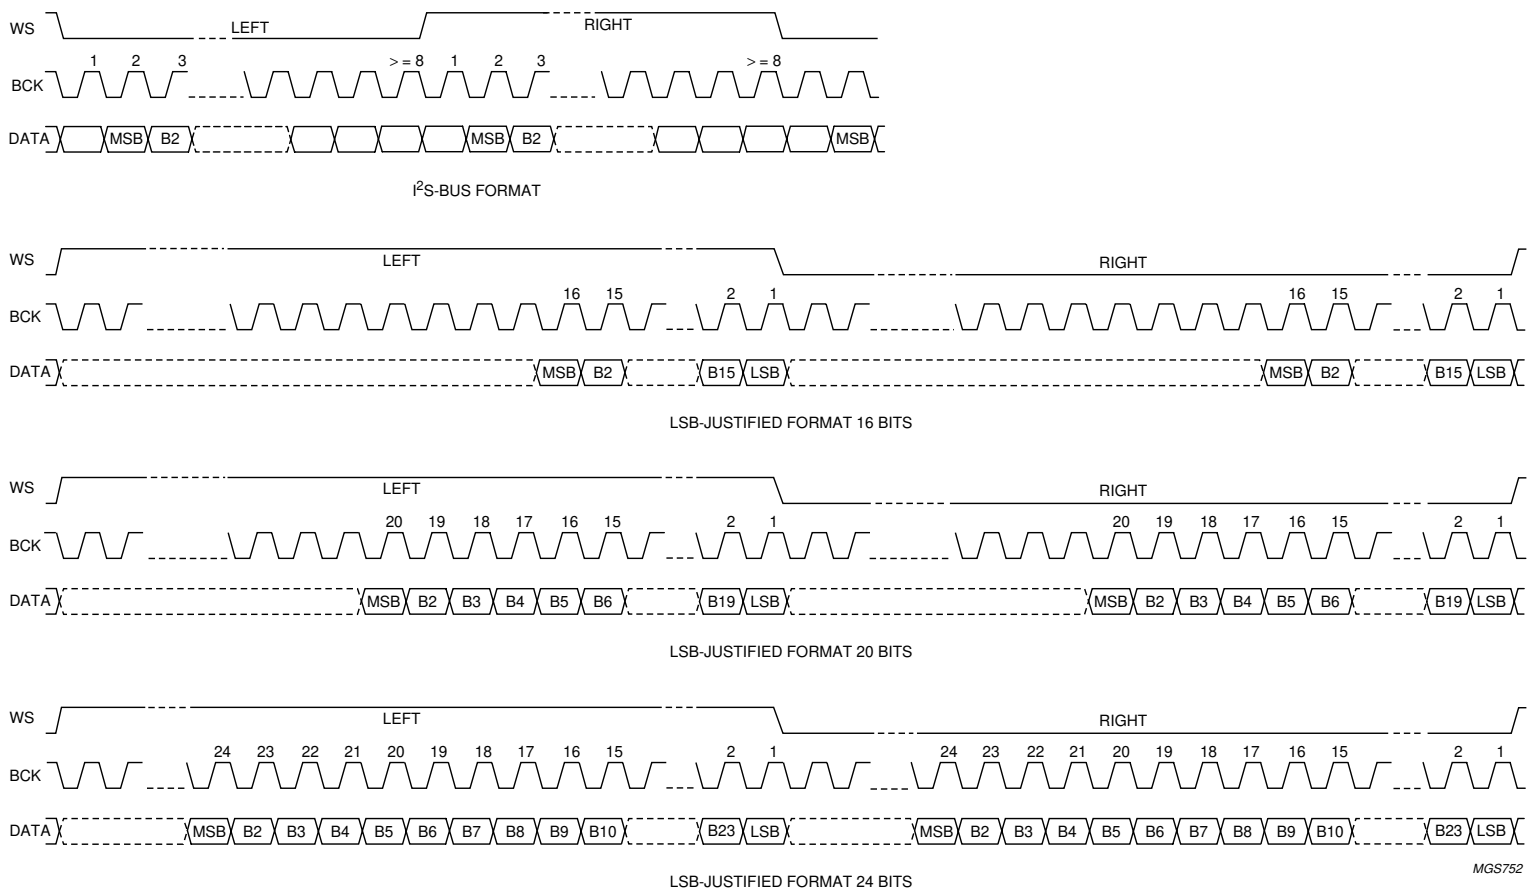 WS LEFT RIGHT
BCK 1 2 3 > = 8 1 2 3 > = 8
DATA MSB B2 MSB B2 MSB
I²S-BUS FORMAT
WS LEFT RIGHT
BCK 16 15 2 1 16 15 2 1
DATA MSB B2 B15 LSB MSB B2 B15 LSB
LSB-JUSTIFIED FORMAT 16 BITS
WS LEFT RIGHT
BCK 20 19 18 17 16 15 2 1 20 19 18 17 16 15 2 1
DATA MSB B2 B3 B4 B5 B6 B19 LSB MSB B2 B3 B4 B5 B6 B19 LSB
LSB-JUSTIFIED FORMAT 20 BITS
WS LEFT RIGHT
BCK 24 23 22 21 20 19 18 17 16 15 2 1 24 23 22 21 20 19 18 17 16 15 2 1
DATA MSB B2 B3 B4 B5 B6 B7 B8 B9 B10 B23 LSB MSB B2 B3 B4 B5 B6 B7 B8 B9 B10 B23 LSB
MGS752
LSB-JUSTIFIED FORMAT 24 BITS